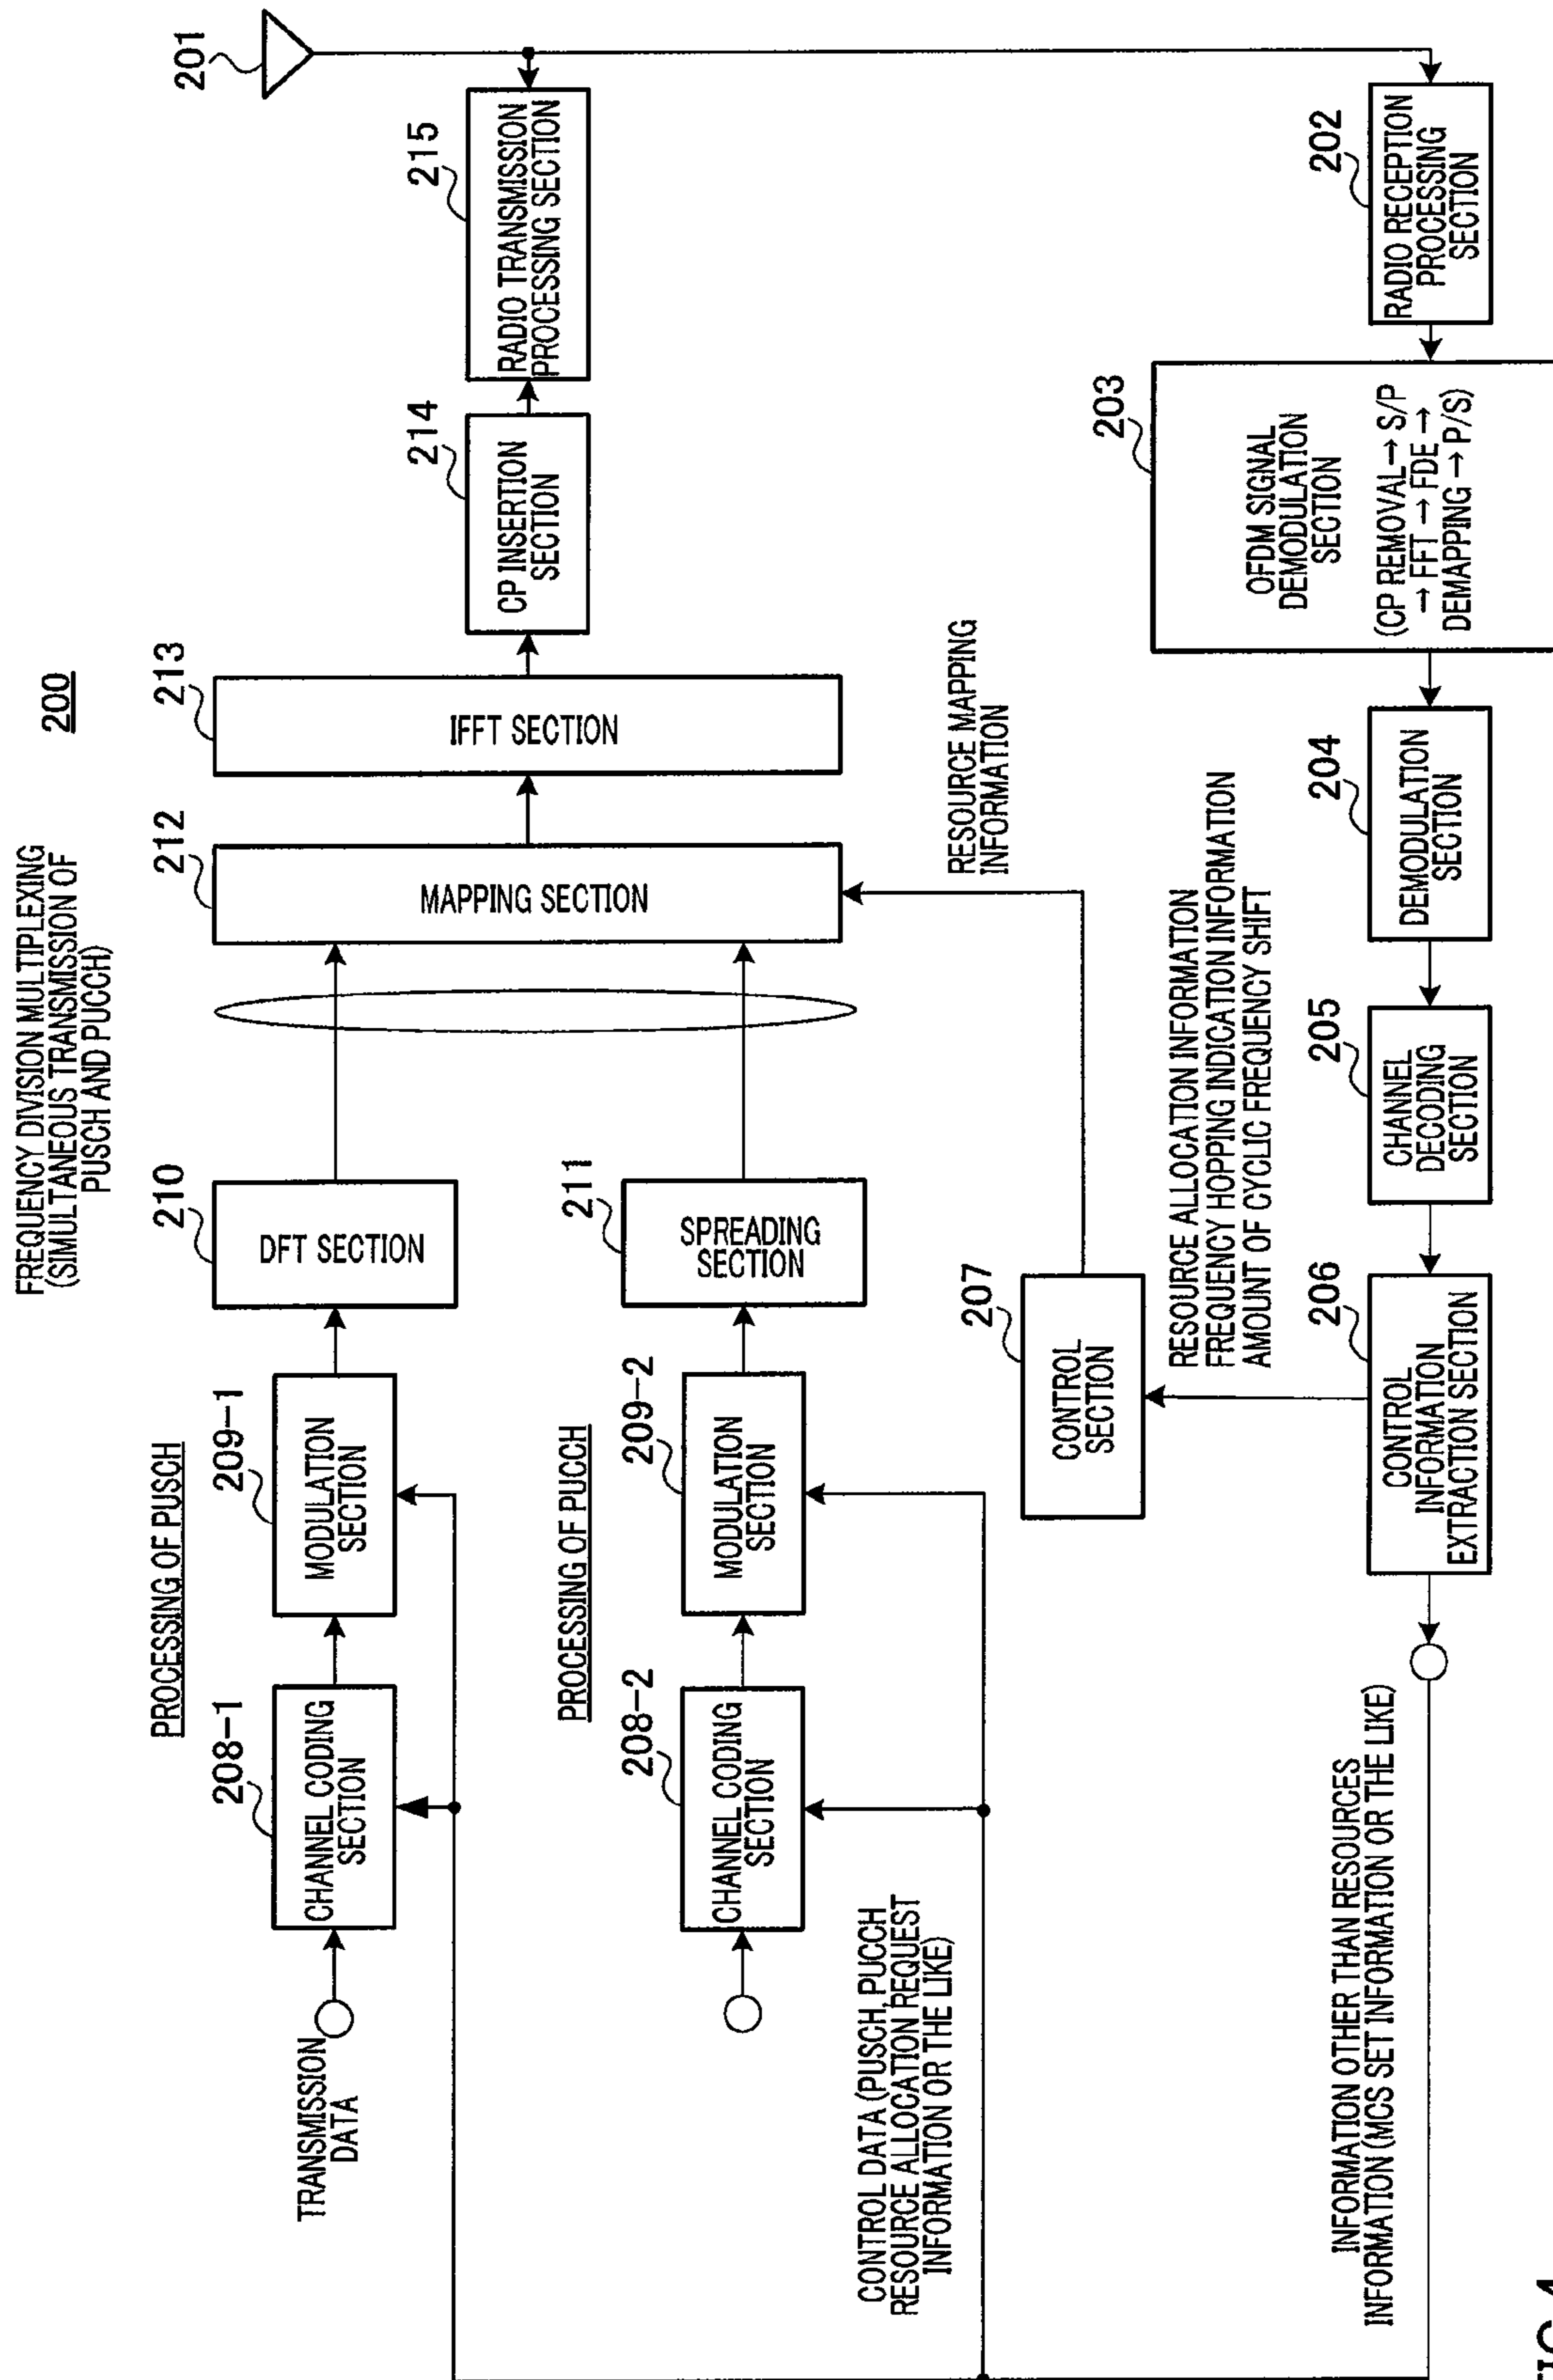 200
FREQUENCY DIVISION MULTIPLEXING
(SIMULTANEOUS TRANSMISSION OF
PUSCH AND PUCCH)
PROCESSING OF PUSCH
TRANSMISSION
DATA
208-1
CHANNEL CODING
SECTION
209-1
MODULATION
SECTION
210
DFT SECTION
212
MAPPING SECTION
213
IFFT SECTION
214
CP INSERTION
SECTION
215
RADIO TRANSMISSION
PROCESSING SECTION
201
PROCESSING OF PUCCH
208-2
CHANNEL CODING
SECTION
209-2
MODULATION
SECTION
211
SPREADING
SECTION
CONTROL DATA (PUSCH, PUCCH
RESOURCE ALLOCATION REQUEST
INFORMATION OR THE LIKE)
207
CONTROL
SECTION
RESOURCE MAPPING
INFORMATION
RESOURCE ALLOCATION INFORMATION
FREQUENCY HOPPING INDICATION INFORMATION
AMOUNT OF CYCLIC FREQUENCY SHIFT
INFORMATION OTHER THAN RESOURCES
INFORMATION (MCS SET INFORMATION OR THE LIKE)
206
CONTROL
INFORMATION
EXTRACTION SECTION
205
CHANNEL
DECODING
SECTION
204
DEMODULATION
SECTION
203
OFDM SIGNAL
DEMODULATION
SECTION
(CP REMOVAL→ S/P
→ FFT → FDE →
DEMAPPING → P/S)
202
RADIO RECEPTION
PROCESSING
SECTION